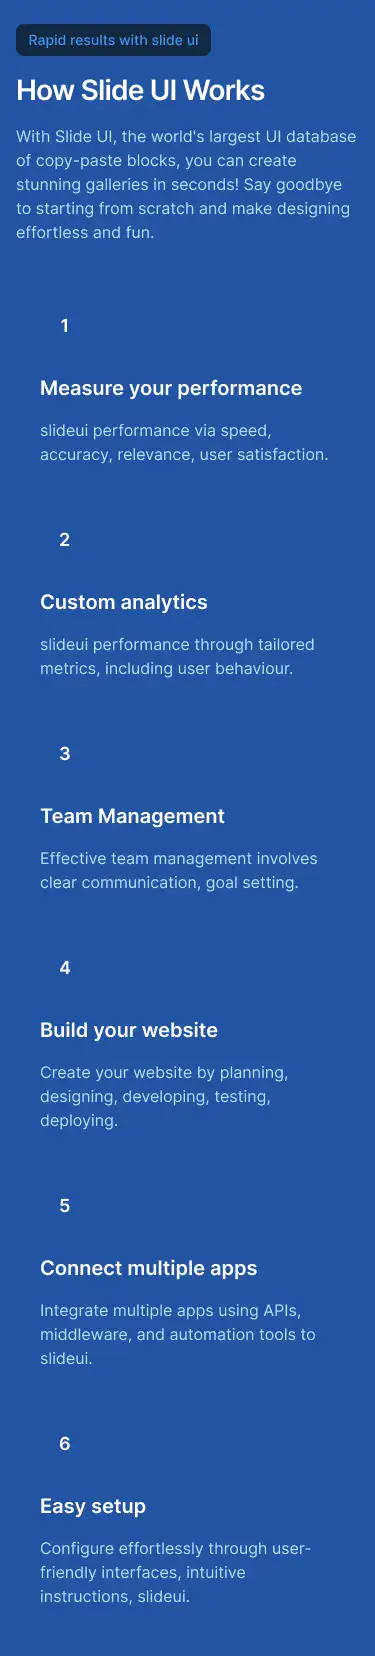 Rapid results with slide ui
How Slide UI Works
With Slide UI, the world's largest UI database
of copy-paste blocks, you can create
stunning galleries in seconds! Say goodbye
to starting from scratch and make designing
effortless and fun.
1
Measure your performance
slideui performance via speed,
accuracy, relevance, user satisfaction.
2
Custom analytics
slideui performance through tailored
metrics, including user behaviour.
3
Team Management
Effective team management involves
clear communication, goal setting.
4
Build your website
Create your website by planning,
designing, developing, testing,
deploying.
5
Connect multiple apps
Integrate multiple apps using APIs,
middleware, and automation tools to
slideui.
6
Easy setup
Configure effortlessly through user-
friendly interfaces, intuitive
instructions, slideui.